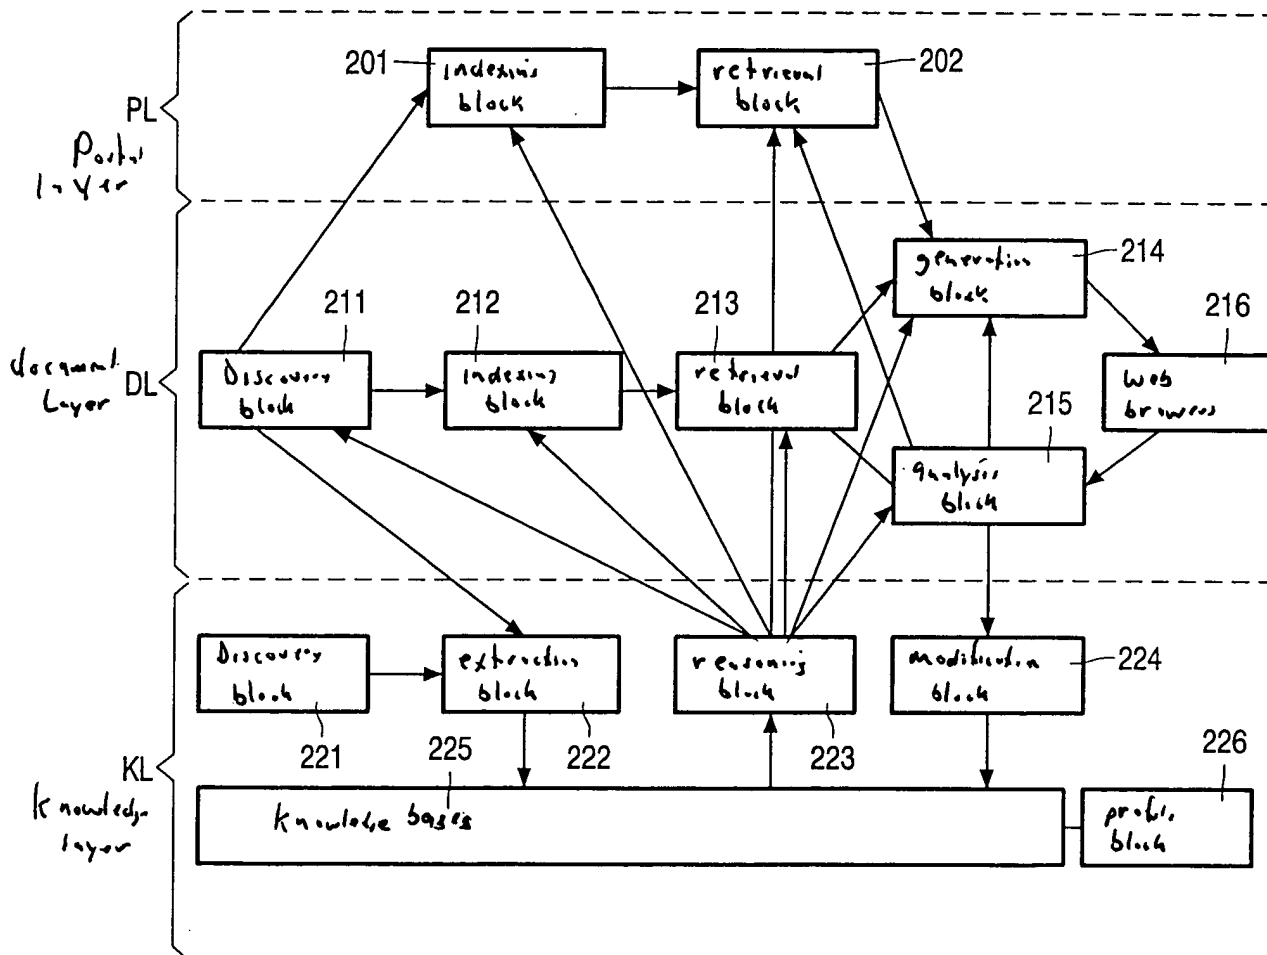 201
indexing
block
retrieval
block
202
PL
Portal
layer
generation
block
214
211
212
213
216
document
Layer
DL
Discovery
block
indexing
block
retrieval
block
web
browsers
215
analysis
block
Discovery
block
extraction
block
reasoning
block
modification
block
224
221
225
222
223
226
KL
knowledge
layer
knowledge bases
profile
block